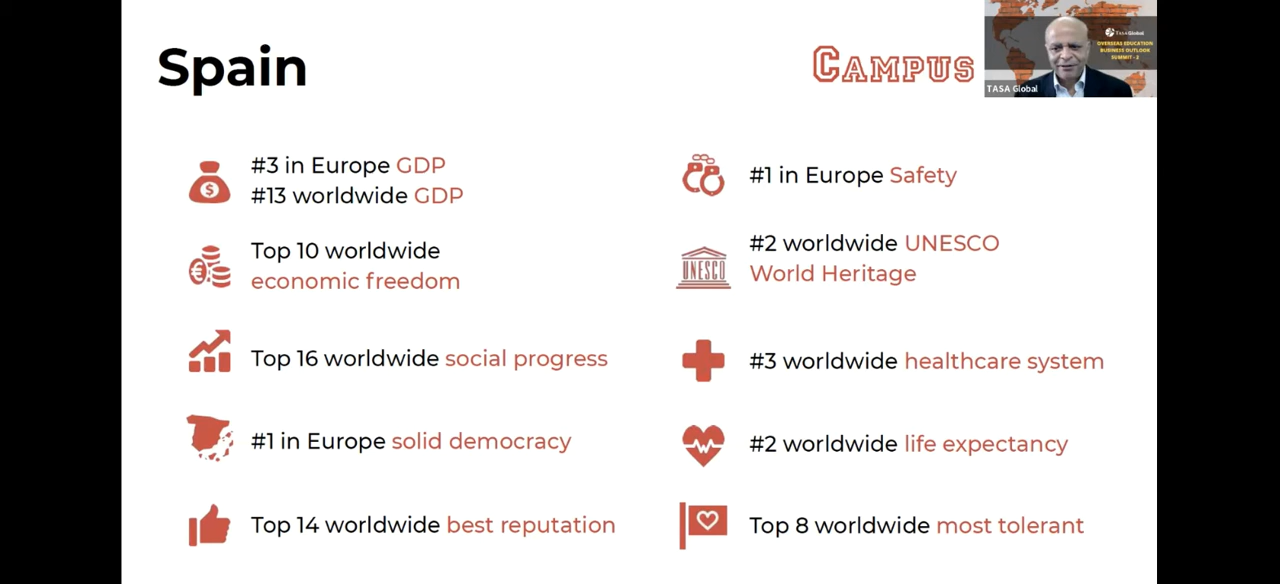 Spain
CAMPUS
TASA Global
OVERSEAS EDUCATION
BUSINESS OUTLOOK
SUMMIT - 2
TASA Global
#3 in Europe GDP
#13 worldwide GDP
Top 10 worldwide
economic freedom
Top 16 worldwide social progress
#1 in Europe solid democracy
Top 14 worldwide best reputation
#1 in Europe Safety
UNESCO
#2 worldwide UNESCO
World Heritage
#3 worldwide healthcare system
#2 worldwide life expectancy
Top 8 worldwide most tolerant